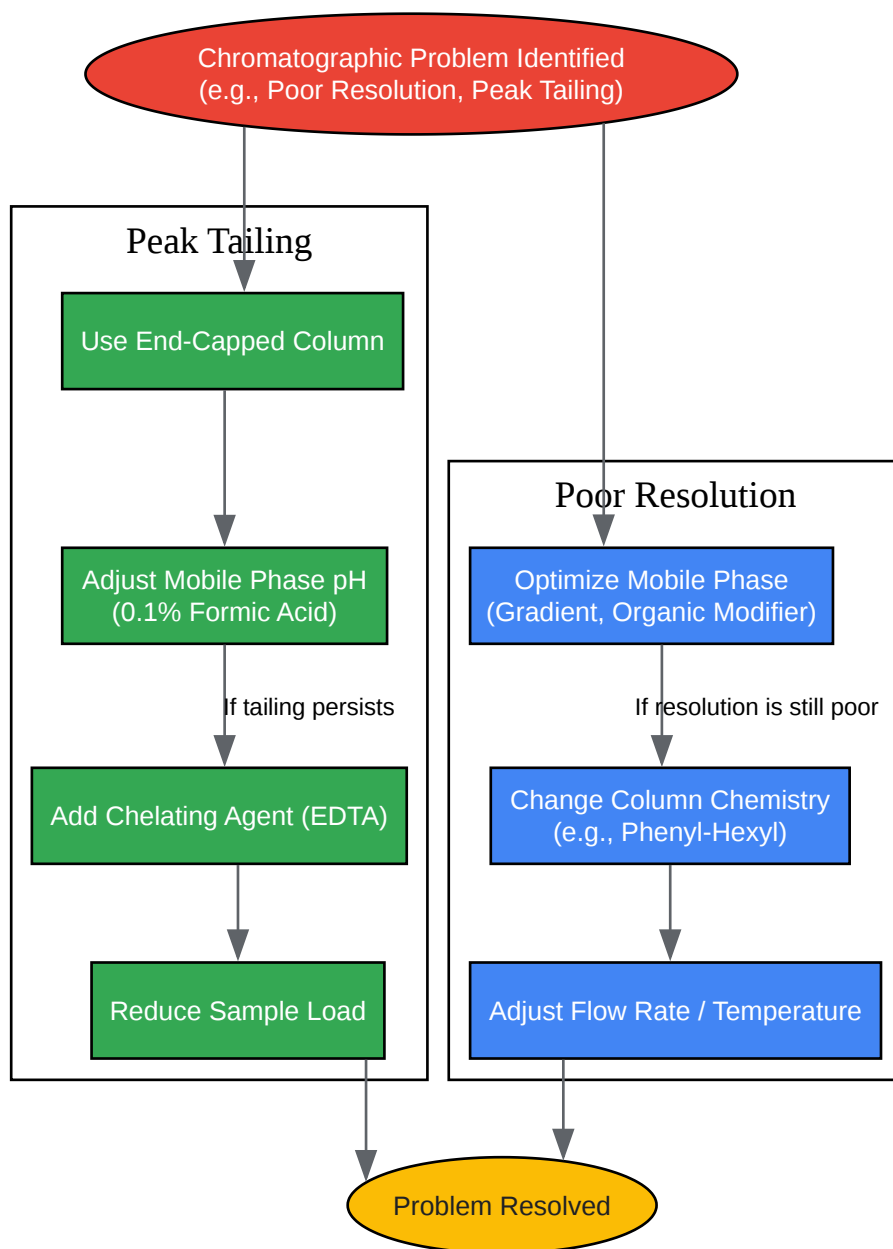 Chromatographic Problem Identified
(e.g., Poor Resolution, Peak Tailing)
Peak Tailing
Use End-Capped Column
Adjust Mobile Phase pH
(0.1% Formic Acid)
If tailing persists
Add Chelating Agent (EDTA)
Reduce Sample Load
Poor Resolution
Optimize Mobile Phase
(Gradient, Organic Modifier)
If resolution is still poor
Change Column Chemistry
(e.g., Phenyl-Hexyl)
Adjust Flow Rate / Temperature
Problem Resolved